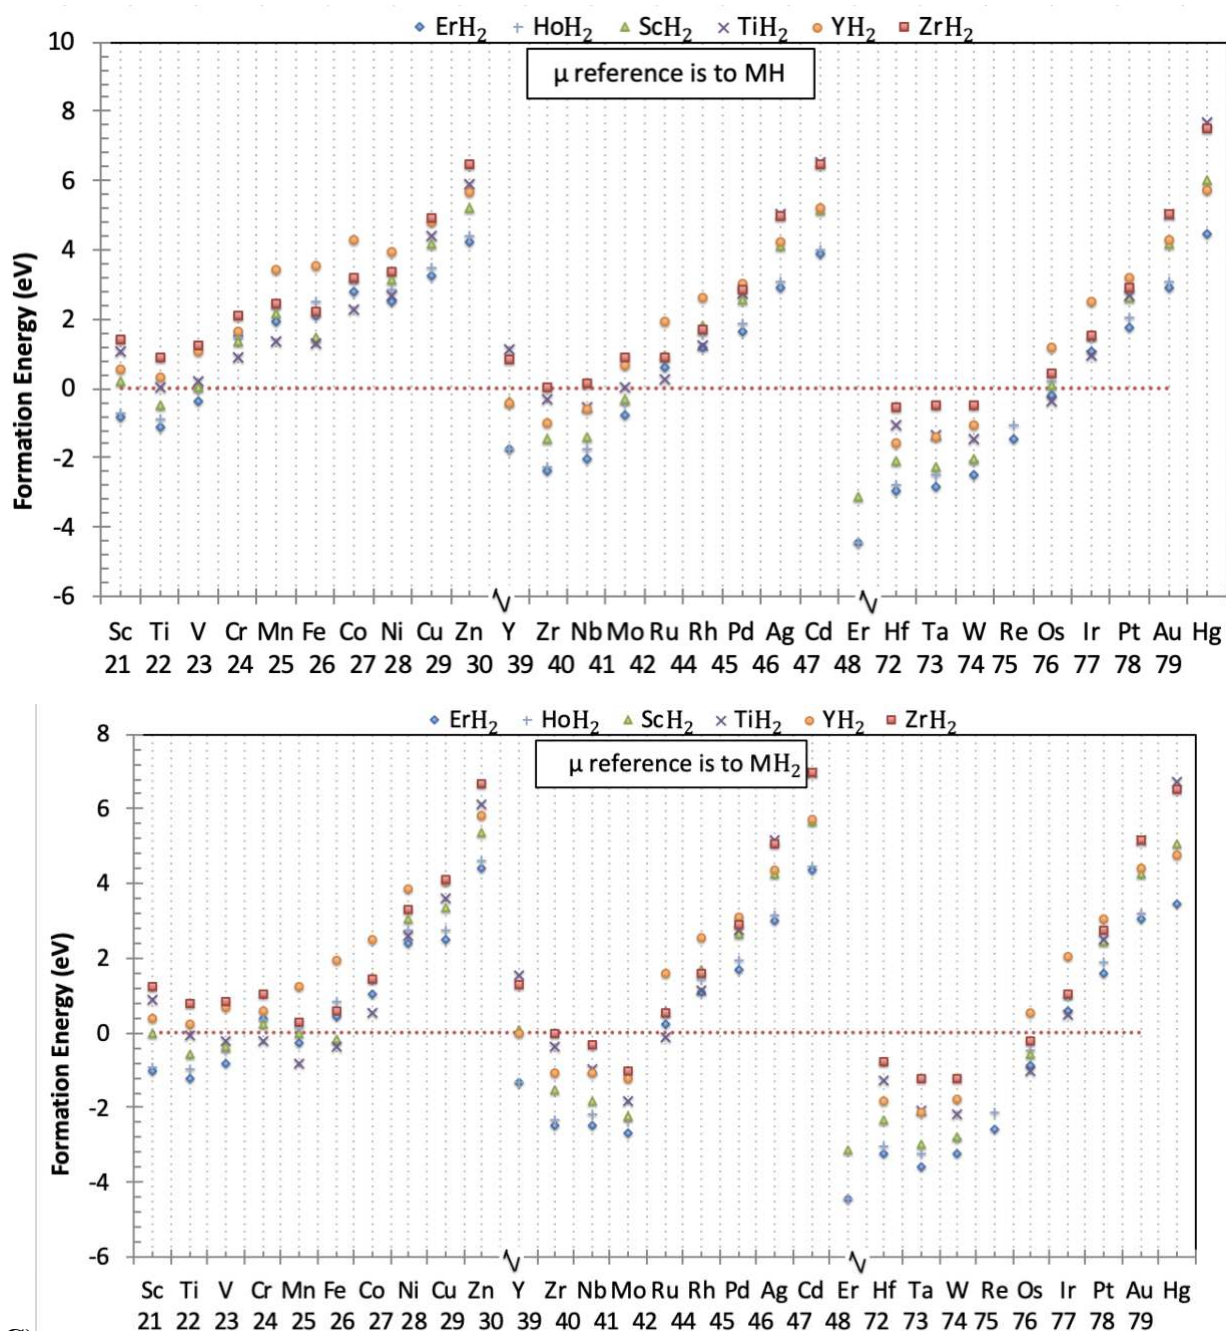 ErH₂ HoH₂ ScH₂ TiH₂ YH₂ ZrH₂
μ reference is to MH
Formation Energy (eV)
10
8
6
4
2
0
-2
-4
-6
Sc Ti V Cr Mn Fe Co Ni Cu Zn Y Zr Nb Mo Ru Rh Pd Ag Cd Er Hf Ta W Re Os Ir Pt Au Hg
21 22 23 24 25 26 27 28 29 30 39 40 41 42 44 45 46 47 48 72 73 74 75 76 77 78 79
ErH₂ HoH₂ ScH₂ TiH₂ YH₂ ZrH₂
μ reference is to MH₂
Formation Energy (eV)
8
6
4
2
0
-2
-4
-6
Sc Ti V Cr Mn Fe Co Ni Cu Zn Y Zr Nb Mo Ru Rh Pd Ag Cd Er Hf Ta W Re Os Ir Pt Au Hg
21 22 23 24 25 26 27 28 29 30 39 40 41 42 44 45 46 47 48 72 73 74 75 76 77 78 79